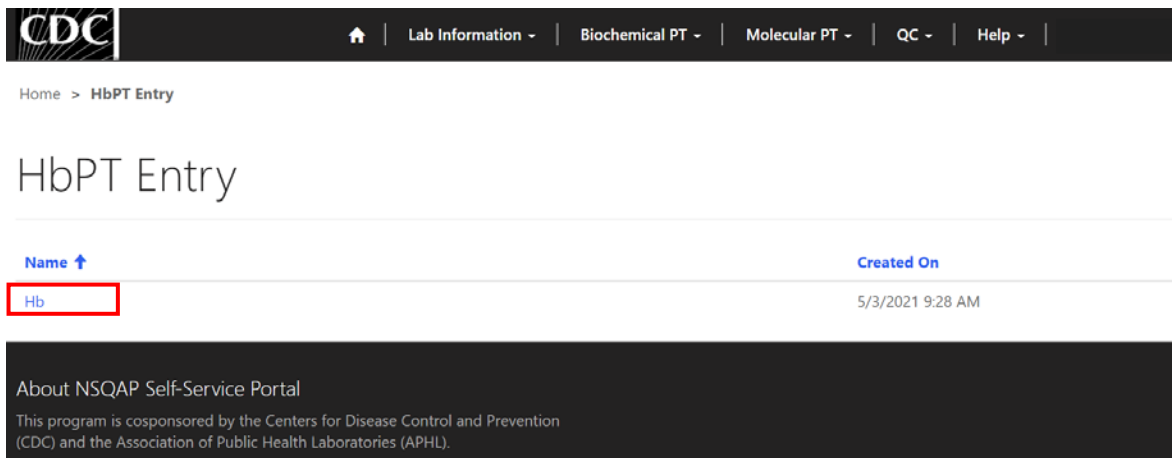 CDC
Lab Information | Biochemical PT | Molecular PT | QC | Help |
Home > HbPT Entry
HbPT Entry
Name ↑ Created On
Hb 5/3/2021 9:28 AM
About NSQAP Self-Service Portal
This program is cosponsored by the Centers for Disease Control and Prevention
(CDC) and the Association of Public Health Laboratories (APHL).